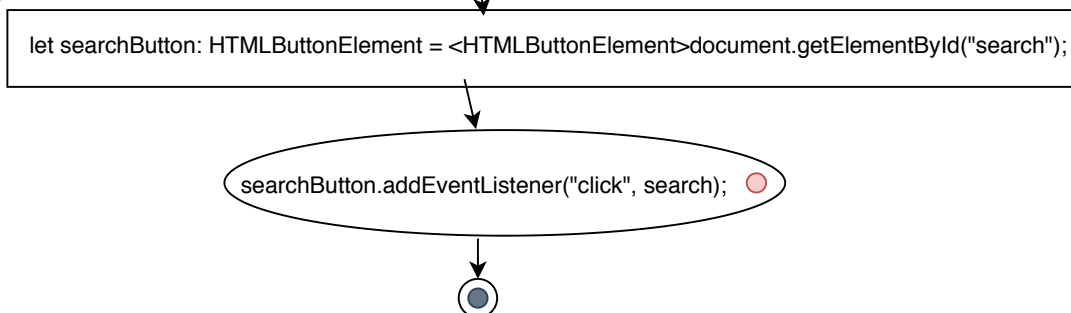 let searchButton: HTMLButtonElement = <HTMLButtonElement>document.getElementById("search");
searchButton.addEventListener("click", search);